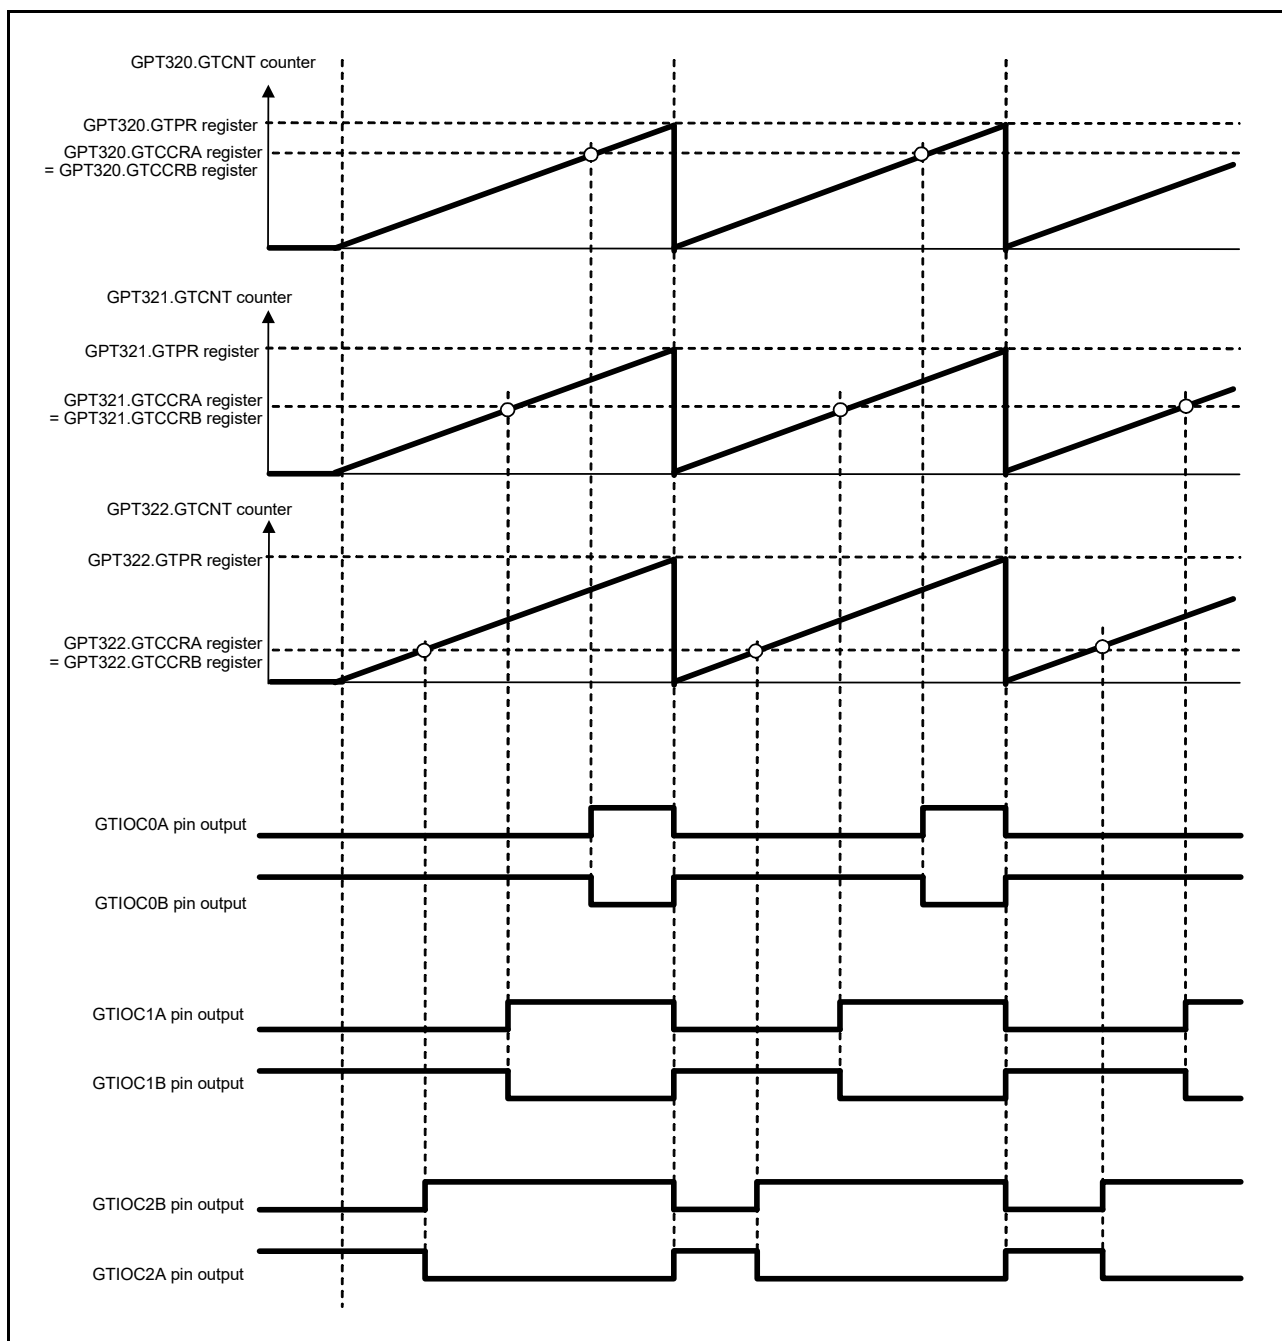 GPT320.GTCNT counter
GPT320.GTPR register
GPT320.GTCCRA register
= GPT320.GTCCRB register
GPT321.GTCNT counter
GPT321.GTPR register
GPT321.GTCCRA register
= GPT321.GTCCRB register
GPT322.GTCNT counter
GPT322.GTPR register
GPT322.GTCCRA register
= GPT322.GTCCRB register
GTIOC0A pin output
GTIOC0B pin output
GTIOC1A pin output
GTIOC1B pin output
GTIOC2B pin output
GTIOC2A pin output